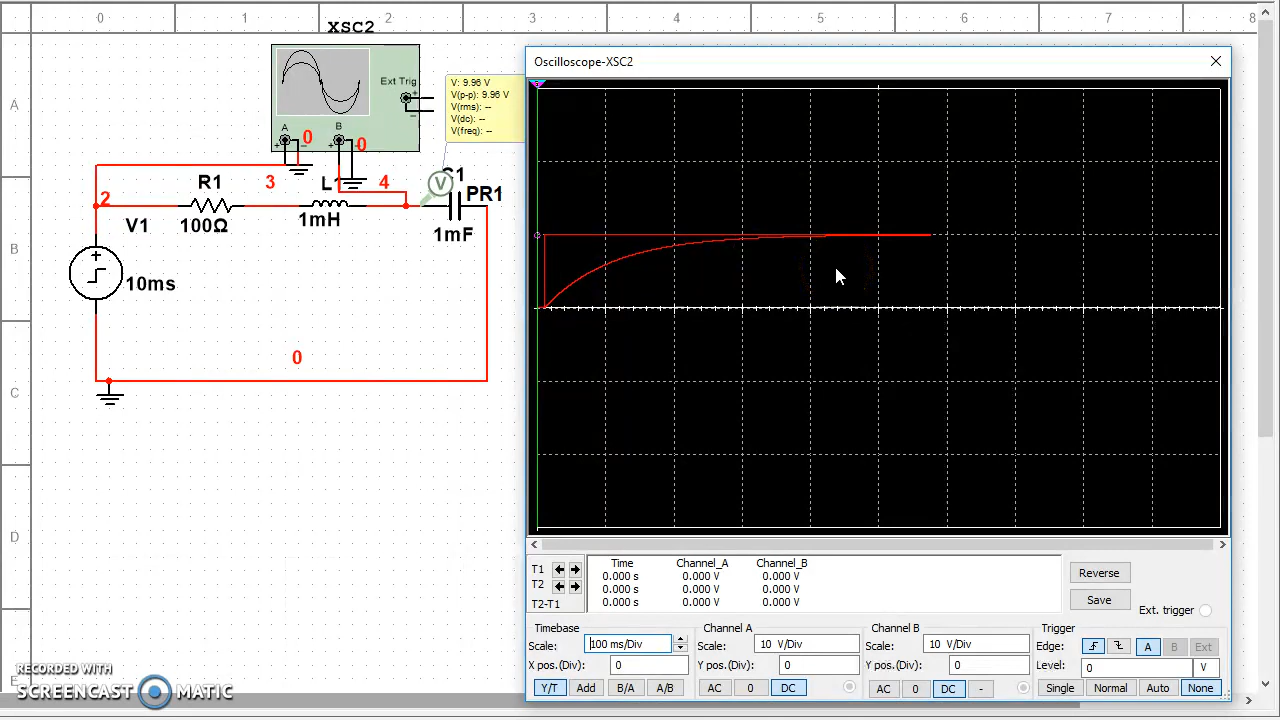 0 1 2 3 4 5 6 7 8
XSC2
A
B
C
D
E
Ext Trig
+
−
A
B
+ − + −
0
0
V: 9.96 V
V(p-p): 9.96 V
V(rms): --
V(dc): --
V(freq): --
2
R1
3
4
V
PR1
100Ω
1mH
1mF
V1
+
10ms
0
Oscilloscope-XSC2
T1
T2
T2-T1
Time Channel_A Channel_B
0.000 s 0.000 V 0.000 V
0.000 s 0.000 V 0.000 V
0.000 s 0.000 V 0.000 V
Reverse
Save
Ext. trigger
Timebase
Scale: 100 ms/Div
X pos.(Div): 0
Y/T Add B/A A/B
Channel A
Scale: 10 V/Div
Y pos.(Div): 0
AC 0 DC
Channel B
Scale: 10 V/Div
Y pos.(Div): 0
AC 0 DC -
Trigger
Edge: A B Ext
Level: 0 V
Single Normal Auto None
RECORDED WITH
SCREENCAST MATIC